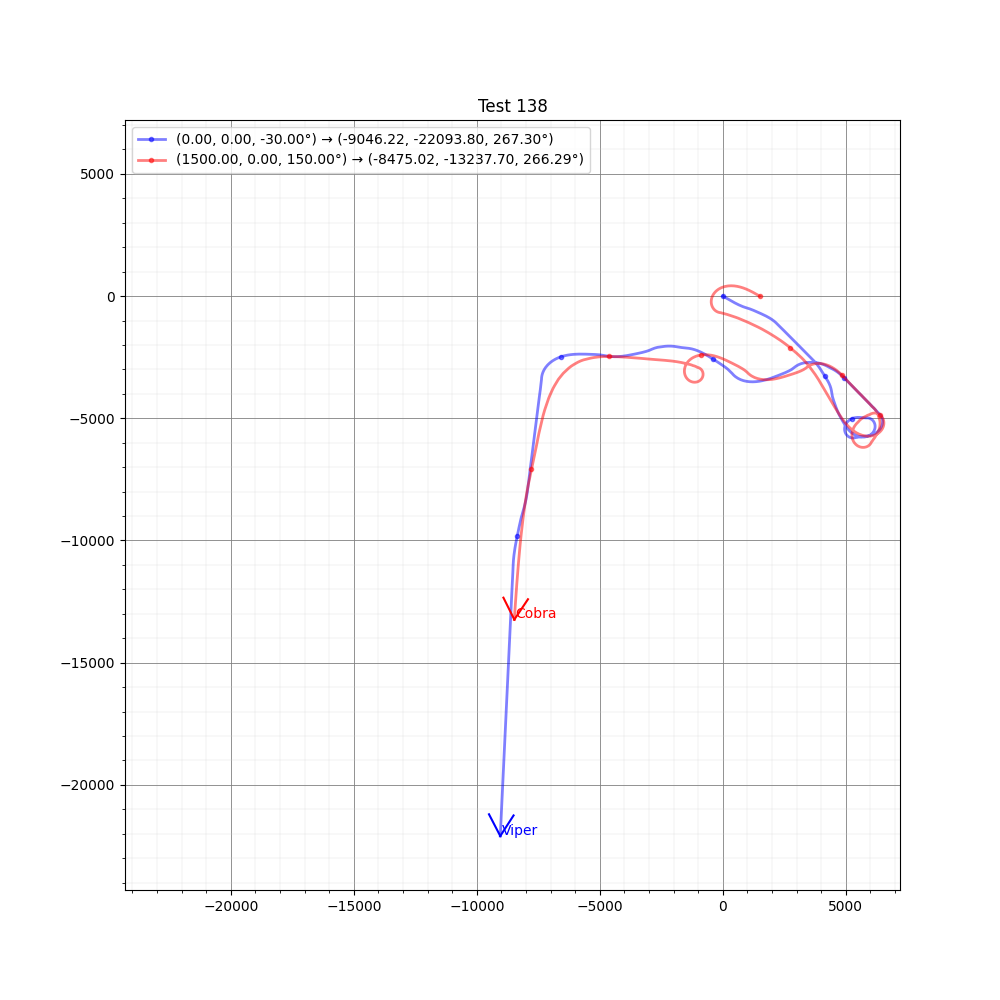 Test 138
(0.00, 0.00, -30.00°) → (-9046.22, -22093.80, 267.30°)
(1500.00, 0.00, 150.00°) → (-8475.02, -13237.70, 266.29°)
5000
0
−5000
−10000
−15000
−20000
Cobra
Viper
−20000 −15000 −10000 −5000 0 5000